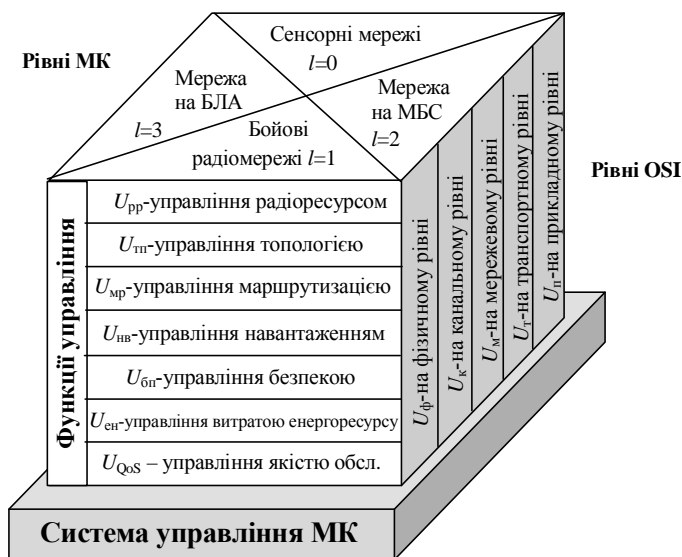 Рівні МК
Сенсорні мережі
l=0
Мережа
на БЛА
l=3
Мережа
на МБС
l=2
Бойові
радіомережі l=1
Рівні OSI
Функції управління
Uрр-управління радіоресурсом
Uтп-управління топологією
Uмр-управління маршрутизацією
Uнв-управління навантаженням
Uбп-управління безпекою
Uен-управління витратою енергоресурсу
UQoS – управління якістю обсл.
Uф-на фізичному рівні
Uк-на канальному рівні
Uм-на мережевому рівні
Uт-на транспортному рівні
Uп-на прикладному рівні
Система управління МК